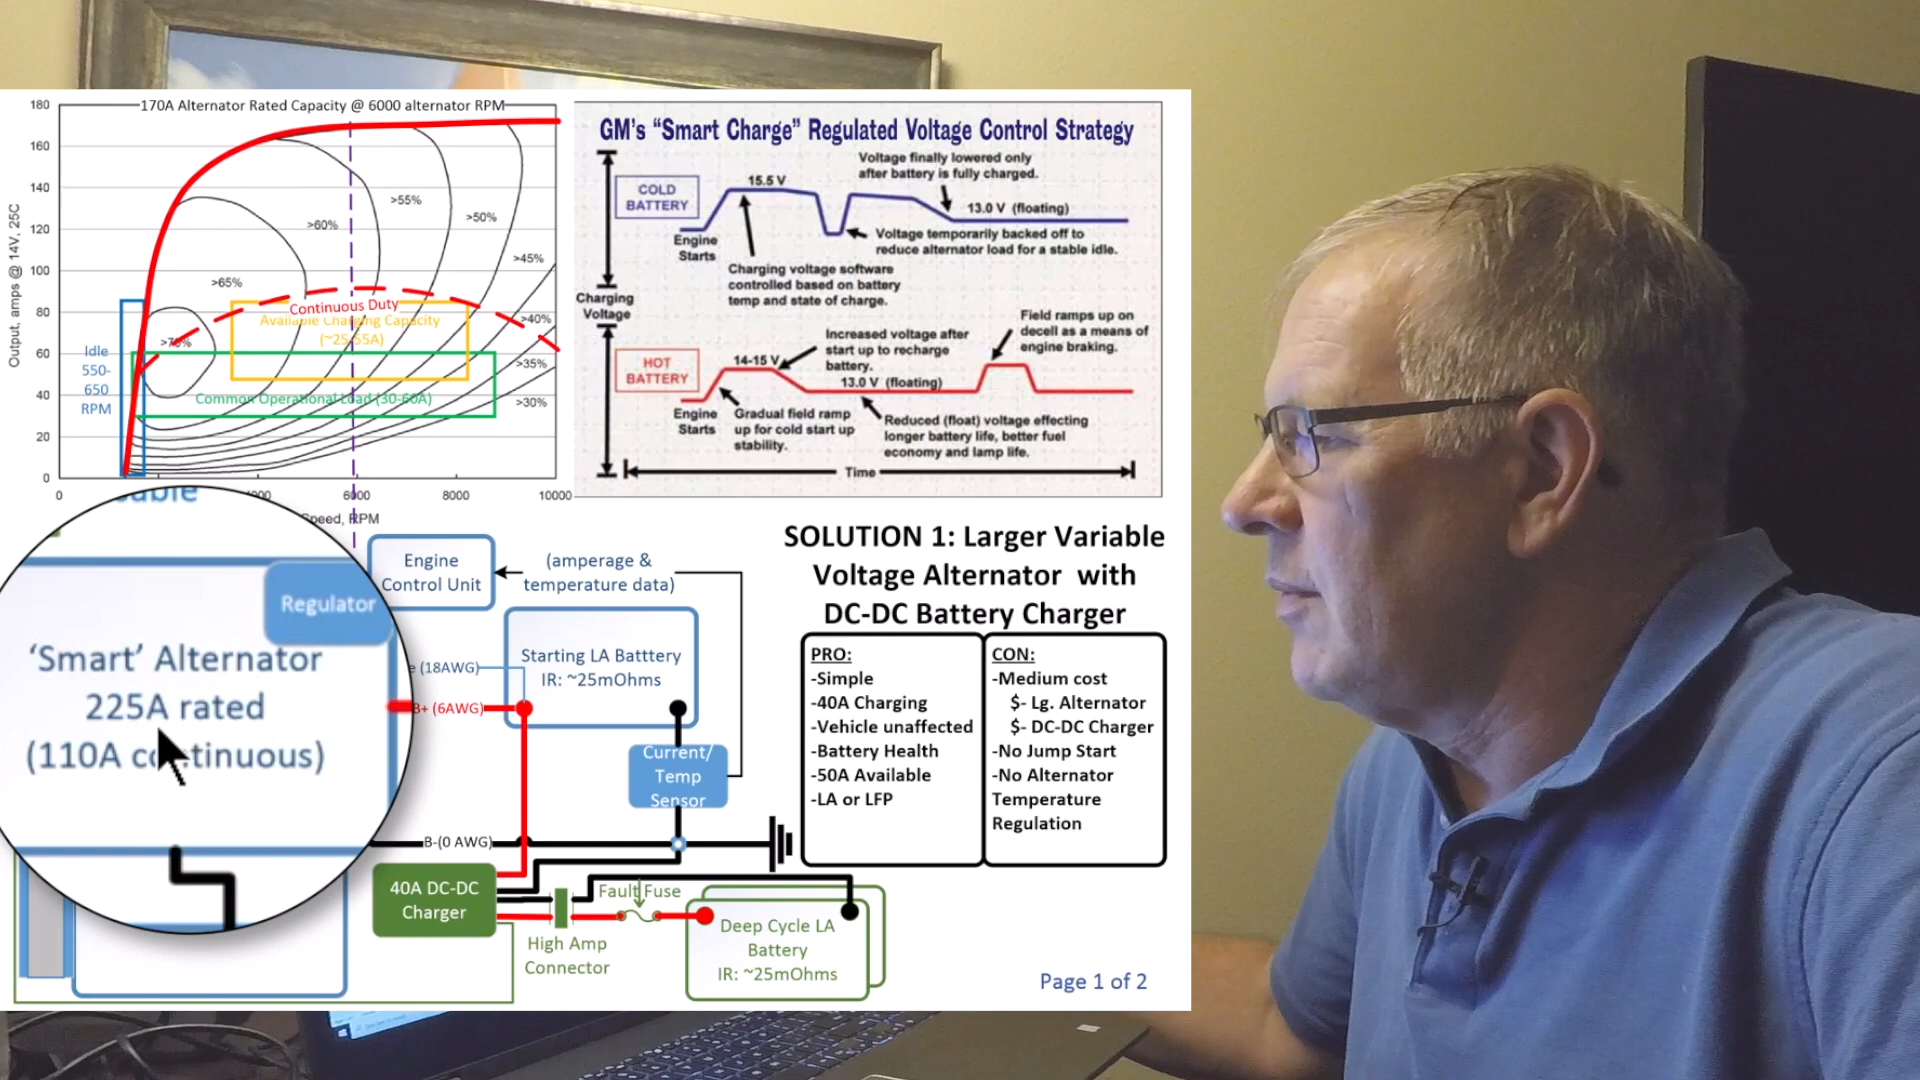 170A Alternator Rated Capacity @ 6000 alternator RPM
180
160
140
120
100
80
60
40
20
0
Output, amps @ 14V, 25C
0
6000
8000
10000
Speed, RPM
>55%
>60%
>50%
>45%
>65%
>40%
>35%
>30%
Continuous Duty
Available Charging Capacity
(~25-55A)
Common Operational Load (30-60A)
Idle
550-
650
RPM
GM's “Smart Charge” Regulated Voltage Control Strategy
Charging
Voltage
COLD
BATTERY
15.5 V
Voltage finally lowered only
after battery is fully charged.
13.0 V (floating)
Engine
Starts
Voltage temporarily backed off to
reduce alternator load for a stable idle.
Charging voltage software
controlled based on battery
temp and state of charge.
HOT
BATTERY
14-15 V
Increased voltage after
start up to recharge
battery.
Field ramps up on
decell as a means of
engine braking.
13.0 V (floating)
Engine
Starts
Gradual field ramp
up for cold start up
stability.
Reduced (float) voltage effecting
longer battery life, better fuel
economy and lamp life.
Time
Regulator
‘Smart’ Alternator
225A rated
(110A continuous)
Engine
Control Unit
(amperage &
temperature data)
(18AWG)
B+ (6AWG)
Starting LA Batttery
IR: ~25mOhms
Current/
Temp
Sensor
B-(0 AWG)
40A DC-DC
Charger
High Amp
Connector
Fault Fuse
Deep Cycle LA
Battery
IR: ~25mOhms
SOLUTION 1: Larger Variable
Voltage Alternator with
DC-DC Battery Charger
PRO:
-Simple
-40A Charging
-Vehicle unaffected
-Battery Health
-50A Available
-LA or LFP
CON:
-Medium cost
$- Lg. Alternator
$- DC-DC Charger
-No Jump Start
-No Alternator
Temperature
Regulation
Page 1 of 2